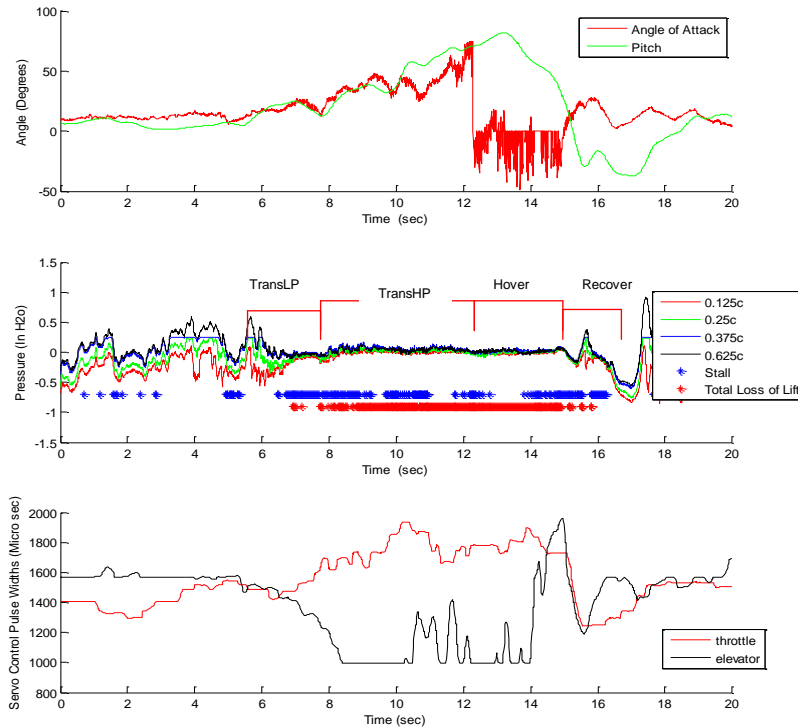 100
50
0
-50
Angle (Degrees)
Angle of Attack
Pitch
0 2 4 6 8 10 12 14 16 18 20
Time (sec)
1.5
1
0.5
0
-0.5
-1
-1.5
Pressure (In H2o)
TransLP
TransHP
Hover
Recover
0.125c
0.25c
0.375c
0.625c
Stall
Total Loss of Lift
0 2 4 6 8 10 12 14 16 18 20
Time (sec)
2000
1800
1600
1400
1200
1000
800
Servo Control Pulse Widths (Micro sec)
throttle
elevator
0 2 4 6 8 10 12 14 16 18 20
Time (sec)